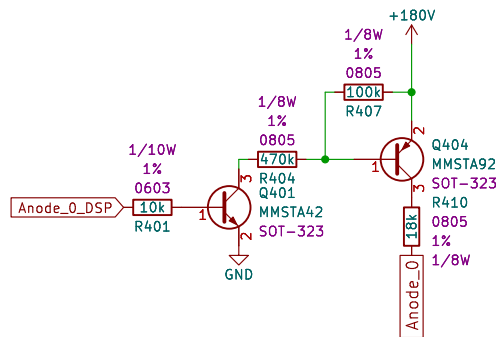 +180V
1/8W
1%
0805
100k
R407
1/8W
1%
0805
470k
R404
2
Q404
MMSTA92
SOT-323
1
3
1/10W
1%
0603
Anode_0_DSP
10k
R401
3
Q401
MMSTA42
SOT-323
1
2
GND
R410
0805
1%
1/8W
18k
Anode_0